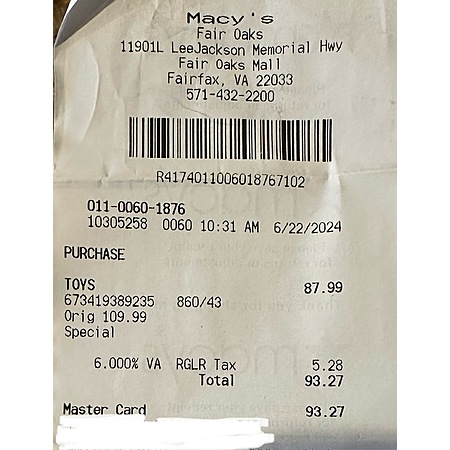 Macy's
Fair Oaks
11901L LeeJackson Memorial Hwy
Fair Oaks Mall
Fairfax, VA 22033
571-432-2200
R4174011006018767102
011-0060-1876
10305258 0060 10:31 AM 6/22/2024
PURCHASE
TOYS 87.99
673419389235 860/43
Orig 109.99
Special
6.000% VA RGLR Tax 5.28
Total 93.27
Master Card 93.27